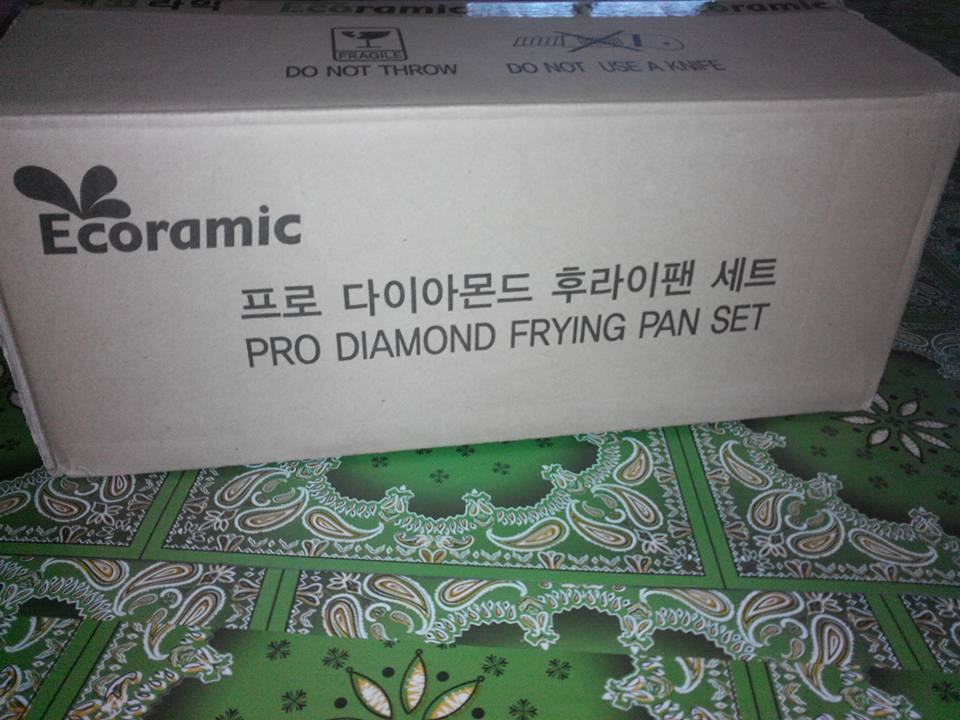 Ecoramic
FRAGILE
DO NOT THROW
DO NOT USE A KNIFE
Ecoramic
프로 다이아몬드 후라이팬 세트
PRO DIAMOND FRYING PAN SET